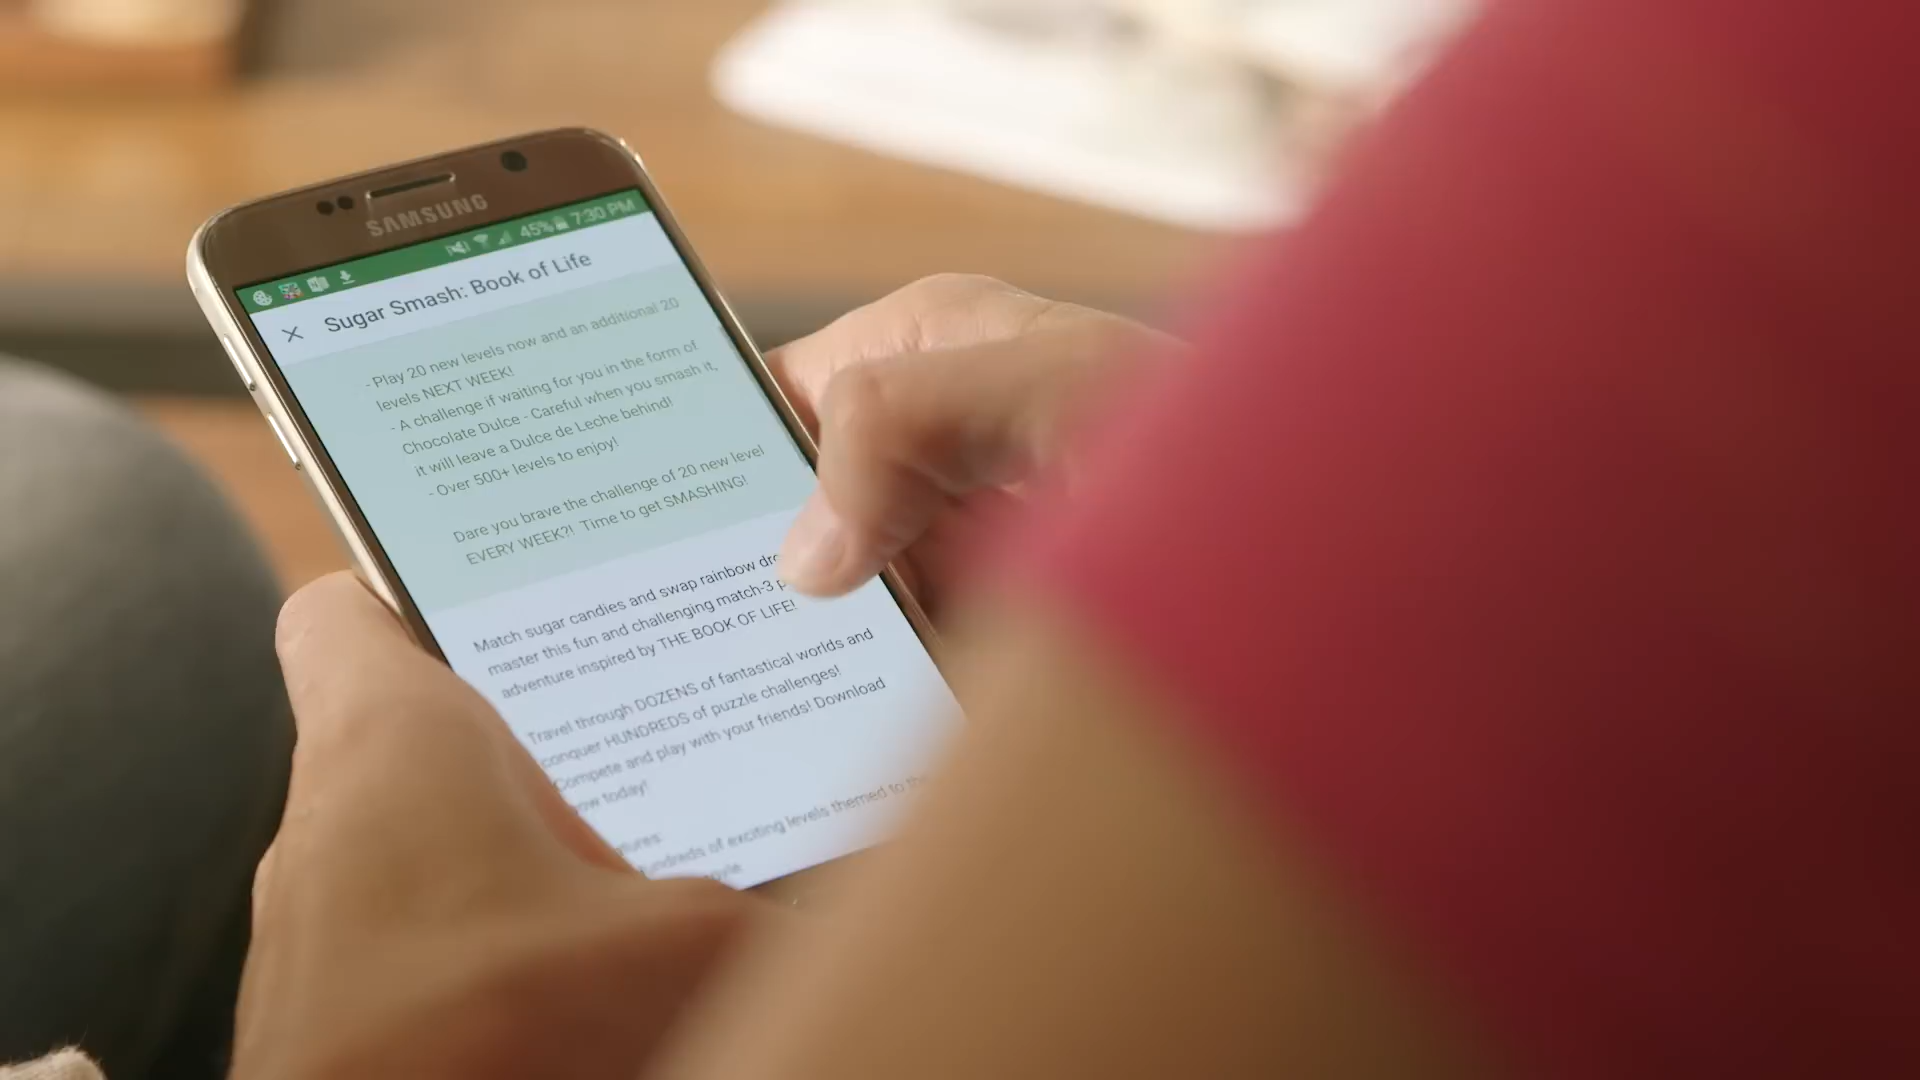 SAMSUNG
45% 7:30 PM
Sugar Smash: Book of Life
- Play 20 new levels now and an additional 20
levels NEXT WEEK!
- A challenge if waiting for you in the form of
Chocolate Dulce - Careful when you smash it,
it will leave a Dulce de Leche behind!
- Over 500+ levels to enjoy!
Dare you brave the challenge of 20 new level
EVERY WEEK?! Time to get SMASHING!
Match sugar candies and swap rainbow
master this fun and challenging match-3
adventure inspired by THE BOOK OF LIFE!
Travel through DOZENS of fantastical worlds and
conquer HUNDREDS of puzzle challenges!
Compete and play with your friends! Download
now today!
of exciting levels themed to